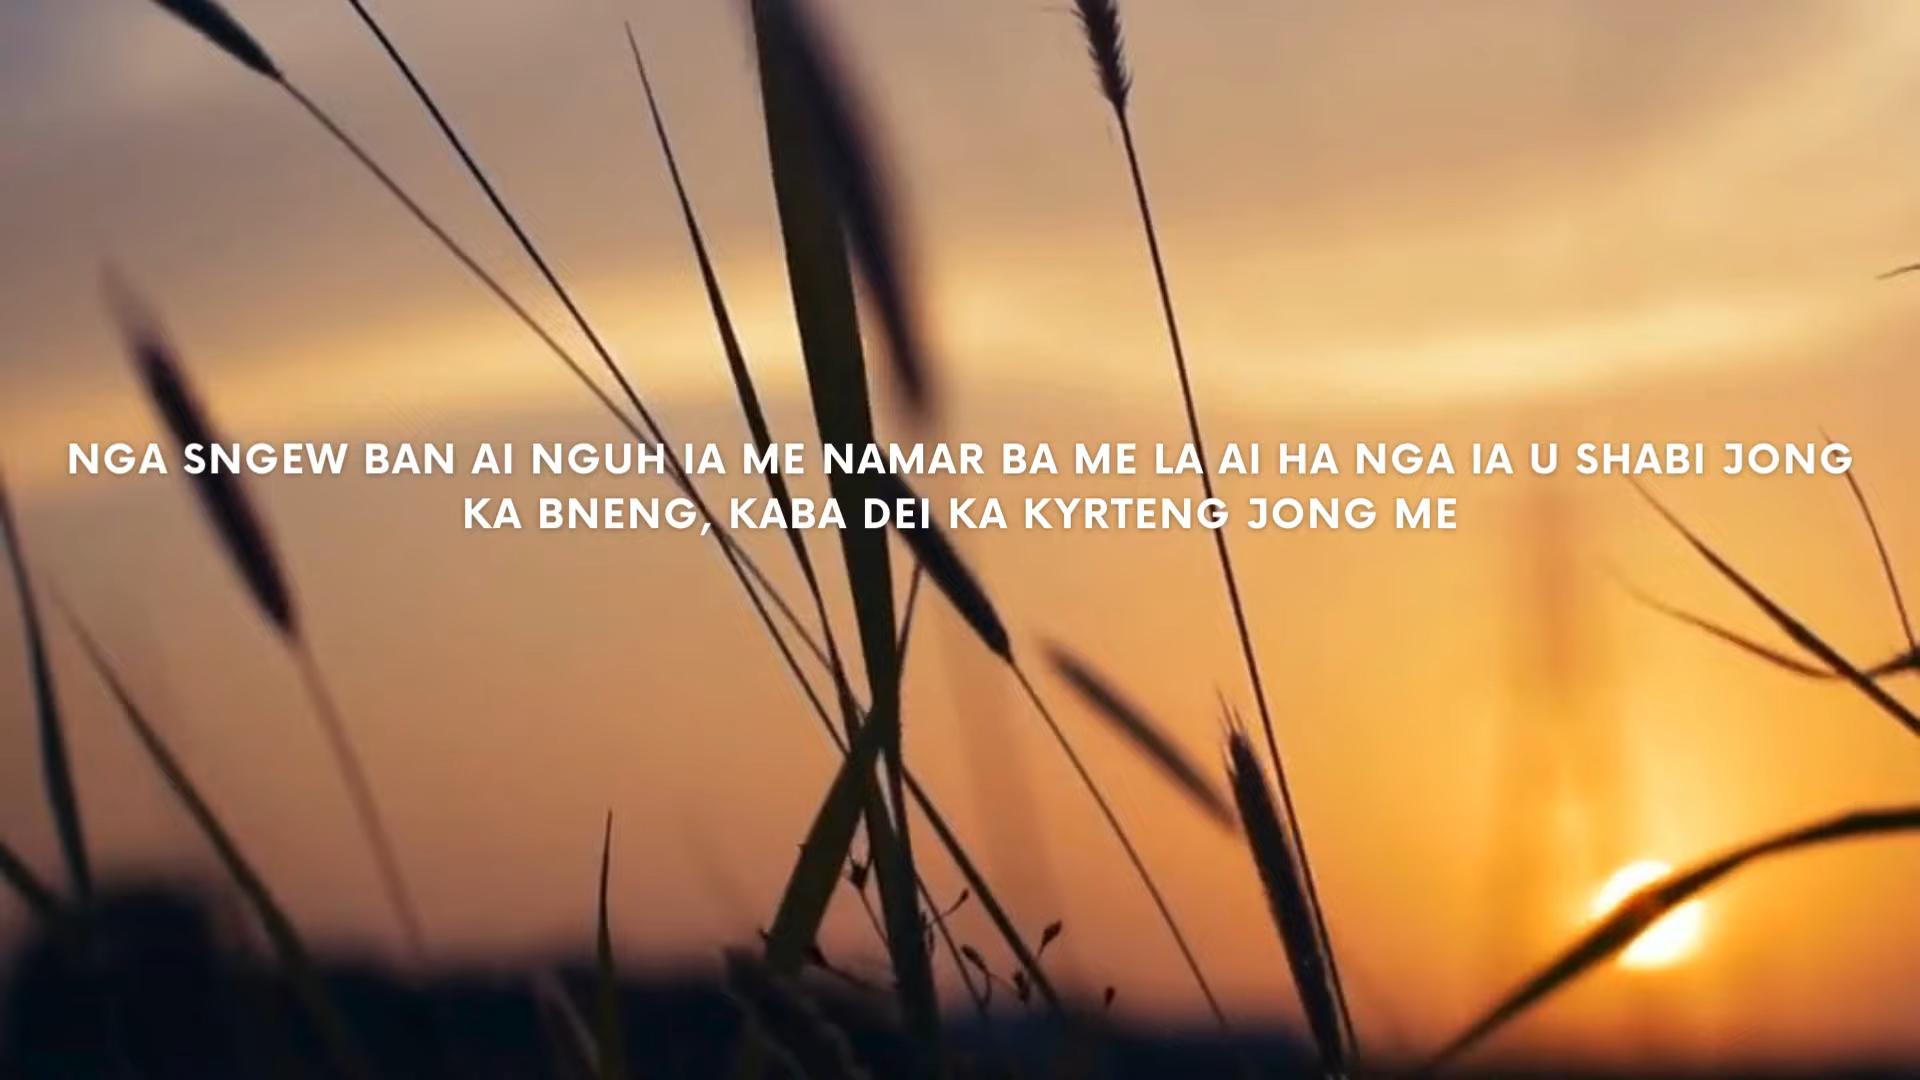 NGA SNGEW BAN AI NGUH IA ME NAMAR BA ME LA AI HA NGA IA U SHABI JONG
KA BNENG, KABA DEI KA KYRTENG JONG ME